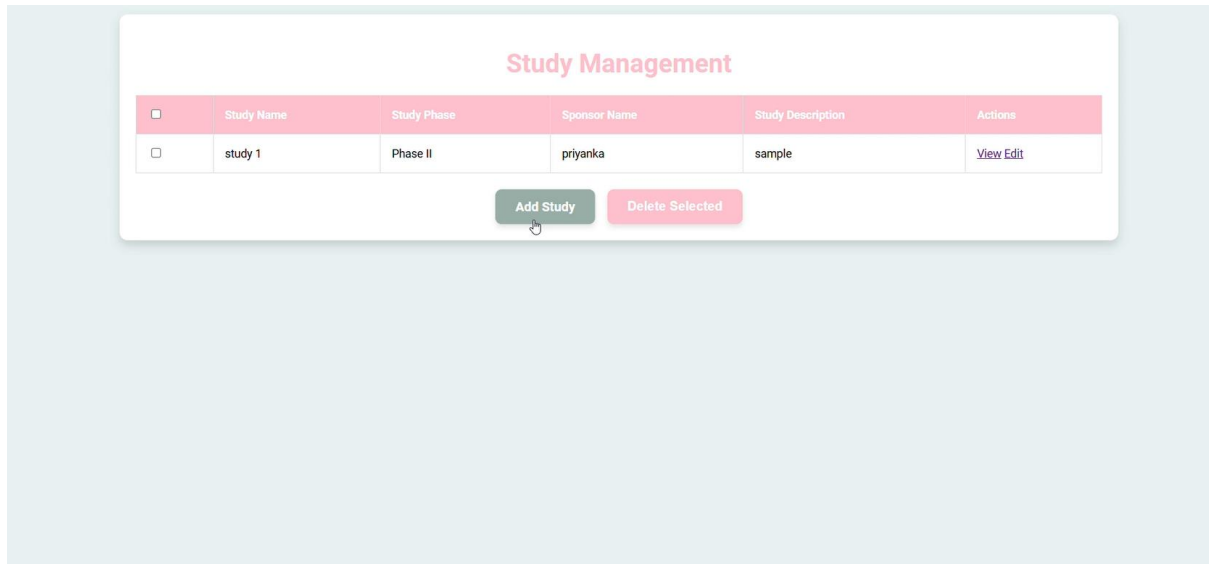 Study Management
Study Name Study Phase Sponsor Name Study Description Actions
study 1 Phase II priyanka sample View Edit
Add Study Delete Selected